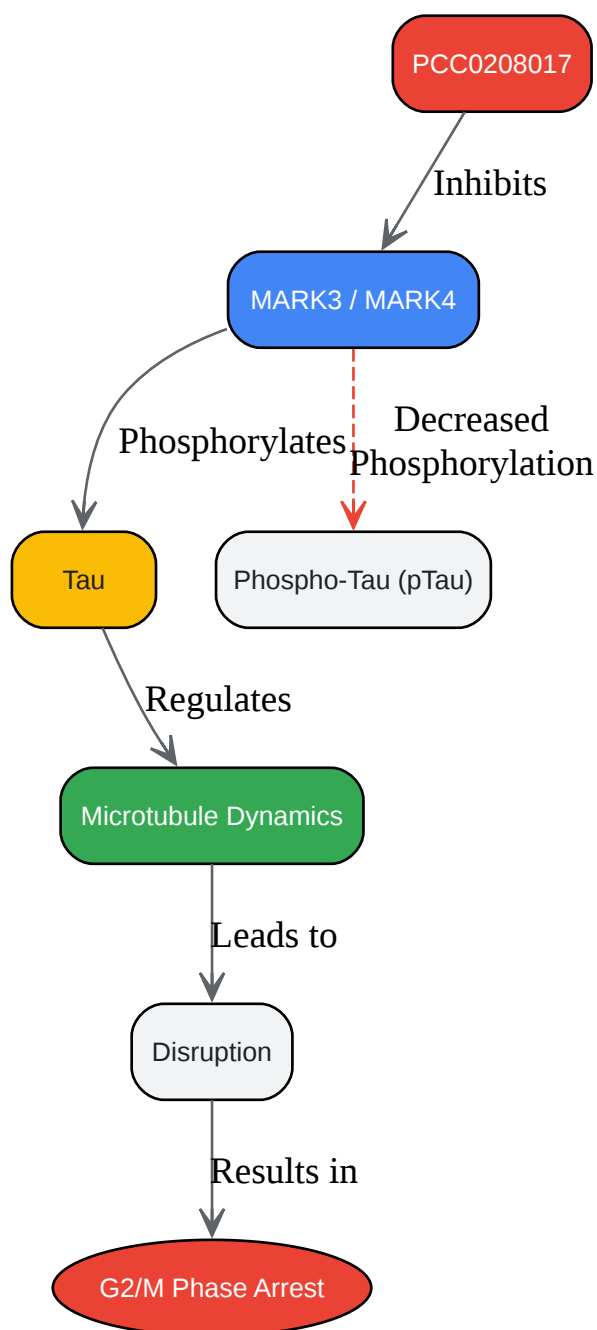 PCC0208017
Inhibits
MARK3 / MARK4
Phosphorylates
Decreased
Phosphorylation
Tau
Phospho-Tau (pTau)
Regulates
Microtubule Dynamics
Leads to
Disruption
Results in
G2/M Phase Arrest